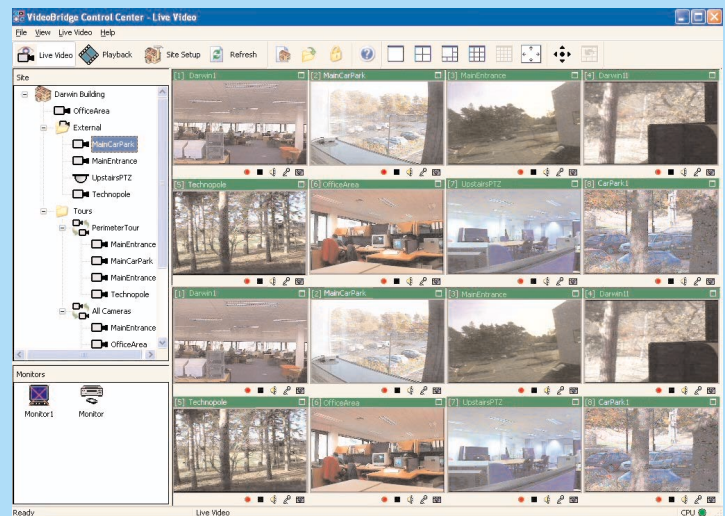 VideoBridge Control Center - Live Video
File View Live Video Help
Live Video Playback Site Setup Refresh
Site
Darwin Building
OfficeArea
External
MainCarPark
MainEntrance
UpstairsPTZ
Technopole
Tours
PerimeterTour
MainEntrance
MainCarPark
MainEntrance
Technopole
All Cameras
MainEntrance
OfficeArea
Monitors
Monitor1 Monitor
[1] Darwin1 [2] MainCarPark [3] MainEntrance [4] Darwin11
[5] Technopole [6] OfficeArea [7] UpstairsPTZ [8] CarPark1
[1] Darwin1 [2] MainCarPark [3] MainEntrance [4] Darwin11
[5] Technopole [6] OfficeArea [7] UpstairsPTZ [8] CarPark1
Ready Live Video CPU